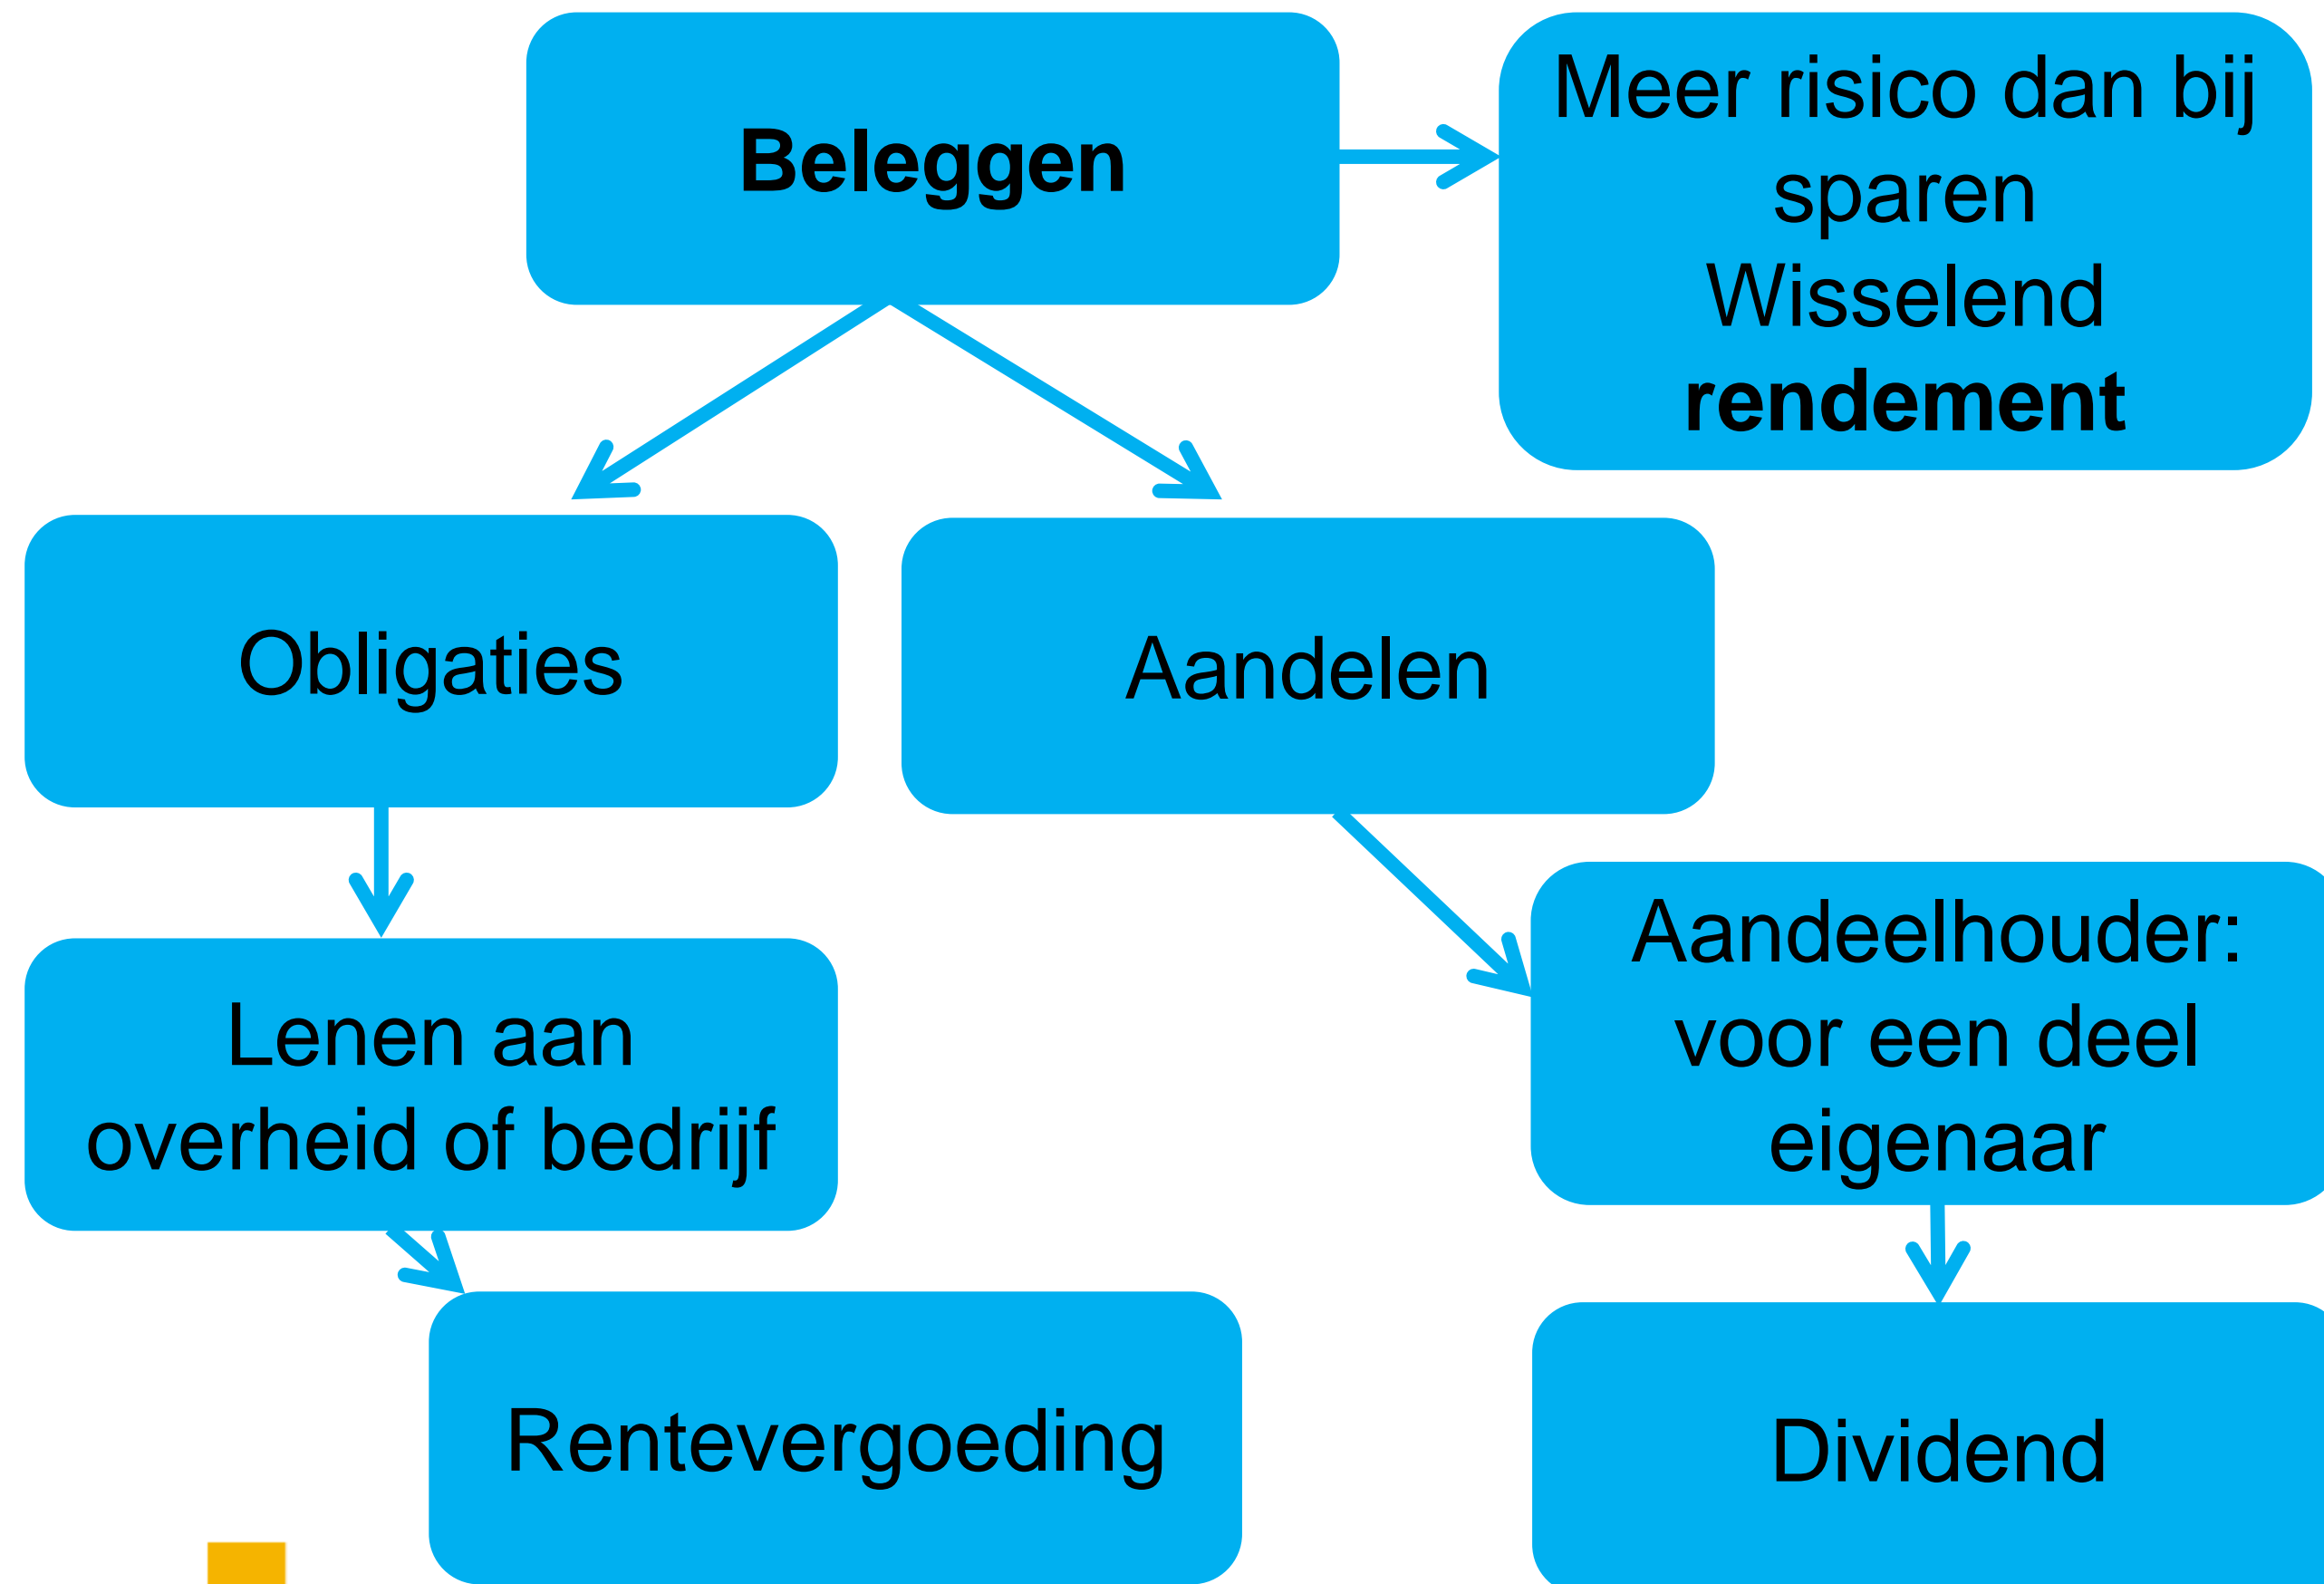 Beleggen
Meer risico dan bij
sparen
Wisselend
rendement
Obligaties
Aandelen
Lenen aan
overheid of bedrijf
Aandeelhouder:
voor een deel
eigenaar
Rentevergoeding
Dividend